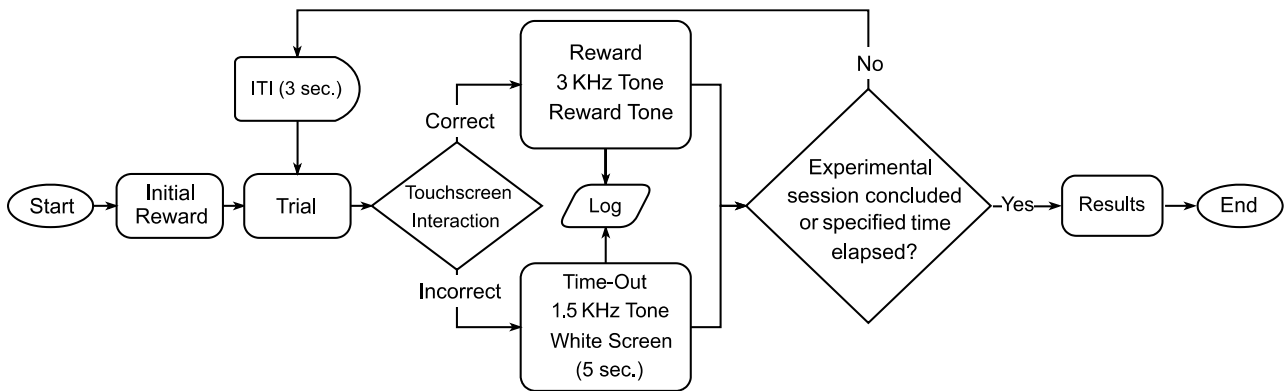 Start
Initial
Reward
ITI (3 sec.)
Trial
Touchscreen
Interaction
Correct
Incorrect
Reward
3 KHz Tone
Reward Tone
Log
Time-Out
1.5 KHz Tone
White Screen
(5 sec.)
No
Experimental
session concluded
or specified time
elapsed?
Yes
Results
End